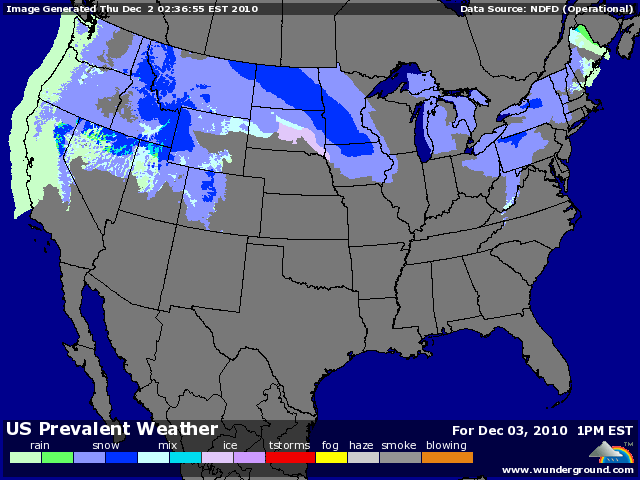 Image Generated Thu Dec 2 02:36:55 EST 2010
Data Source: NDFD (Operational)
US Prevalent Weather
For Dec 03, 2010 1PM EST
rain snow mix ice tstorms fog haze smoke blowing
TM
www.wunderground.com